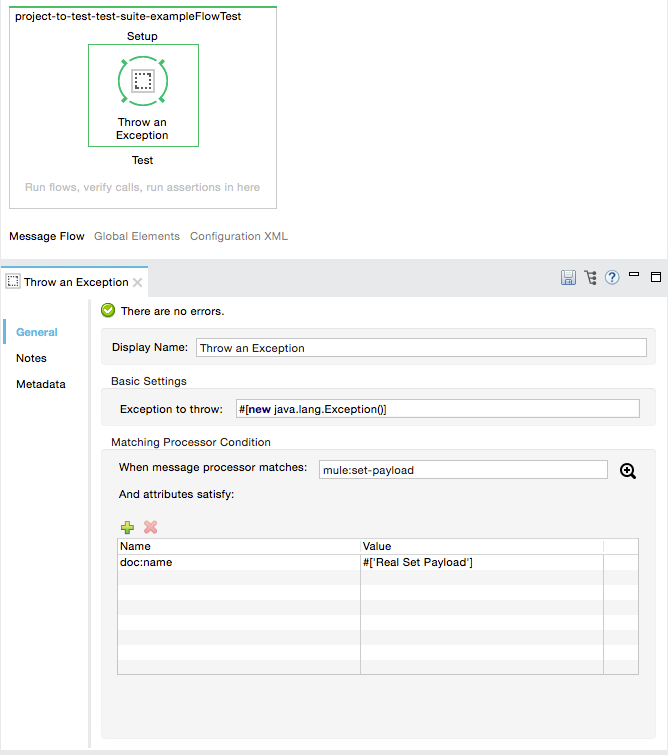 project-to-test-test-suite-exampleFlowTest
Setup
Throw an
Exception
Test
Run flows, verify calls, run assertions in here
Message Flow Global Elements Configuration XML
Throw an Exception
There are no errors.
General
Notes
Metadata
Display Name: Throw an Exception
Basic Settings
Exception to throw: #[new java.lang.Exception()]
Matching Processor Condition
When message processor matches: mule:set-payload
And attributes satisfy:
Name Value
doc:name #['Real Set Payload']